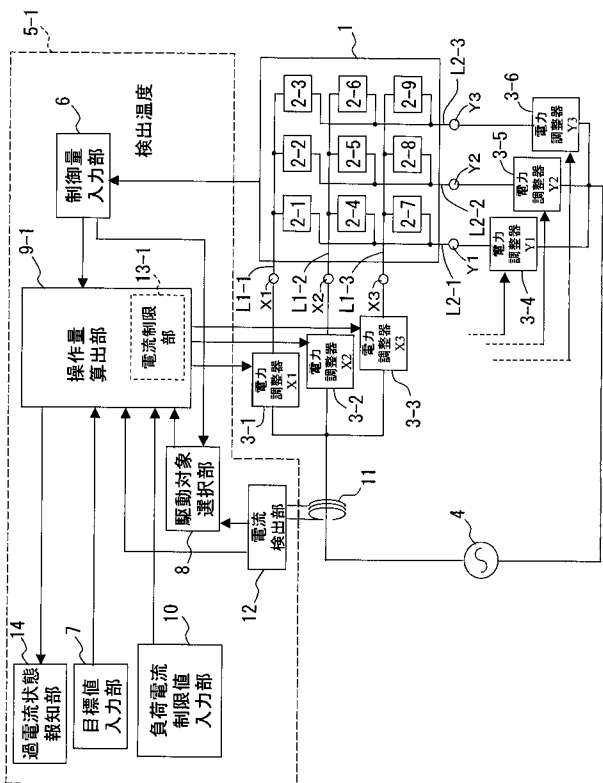 5-1
14
過電流状態
報知部
7
目標値
入力部
10
負荷電流
制限値入力部
9-1
操作量
算出部
13-1
電流制限
部
6
制御量
入力部
検出温度
8
駆動対象
選択部
12
電流
検出部
11
4
1
2-1
2-2
2-3
2-4
2-5
2-6
2-7
2-8
2-9
L1-1
X1
L1-2
X2
L1-3
X3
L2-1
Y1
L2-2
Y2
L2-3
Y3
3-1
電力
調整器
X1
3-2
電力
調整器
X2
3-3
電力
調整器
X3
3-4
電力
調整器
Y1
3-5
電力
調整器
Y2
3-6
電力
調整器
Y3